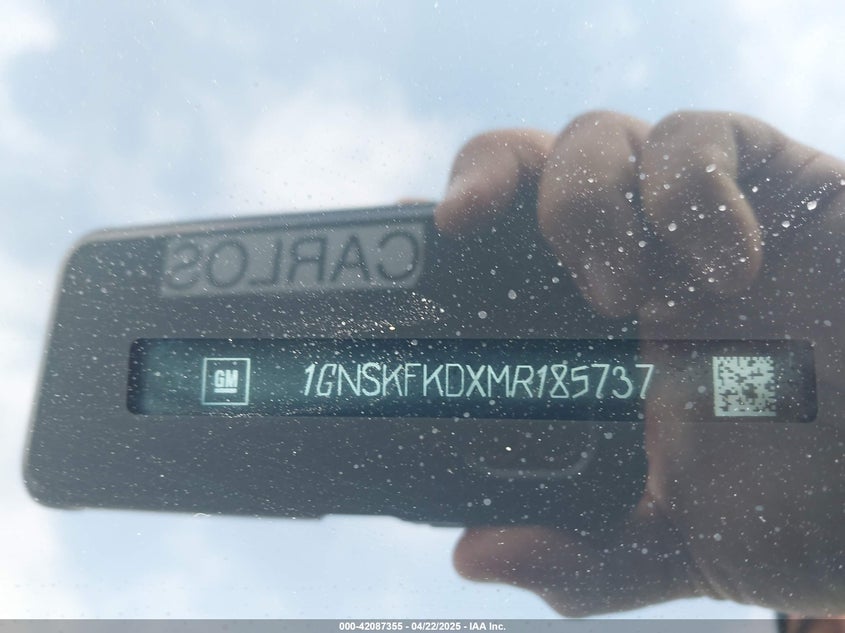 CARLOS
GM 1GNSKFKDXMR185737
000-42087355 - 04/22/2025 - IAA Inc.